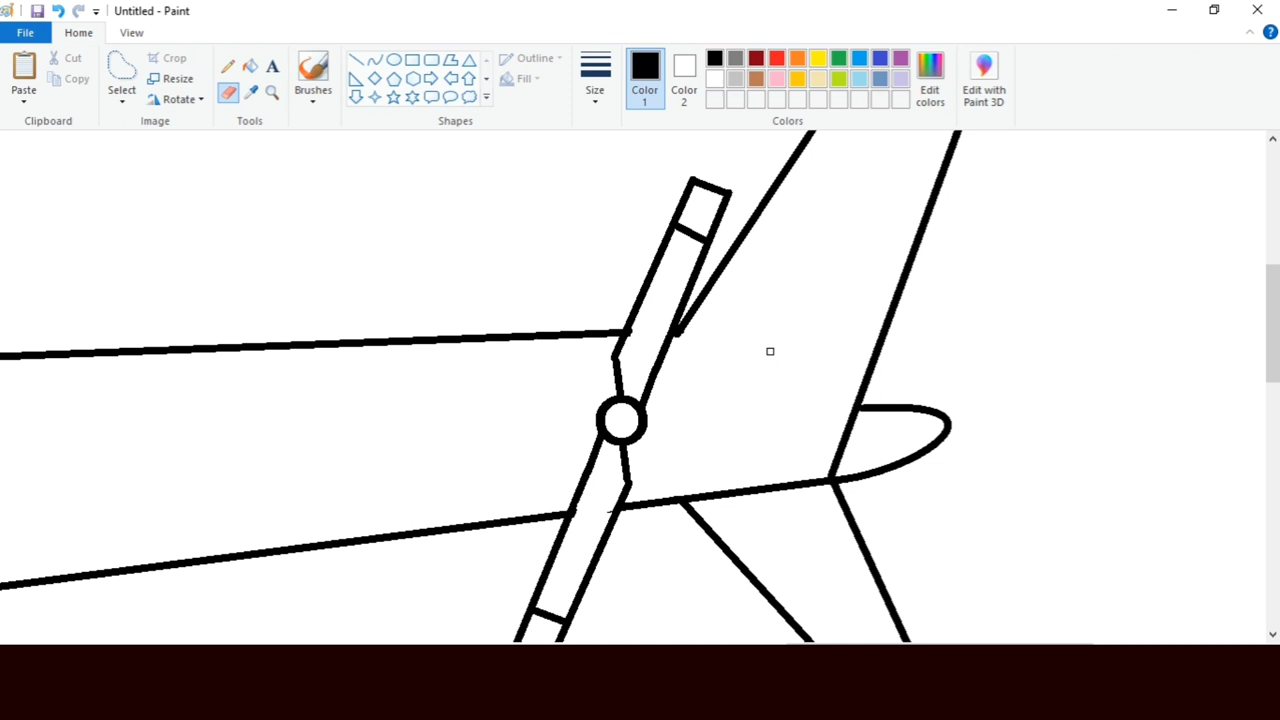 Untitled - Paint
File
Home
View
Paste
Cut
Copy
Clipboard
Select
Crop
Resize
Rotate
Image
A
Tools
Brushes
Shapes
Outline
Fill
Size
Color 1
Color 2
Edit colors
Colors
Edit with Paint 3D